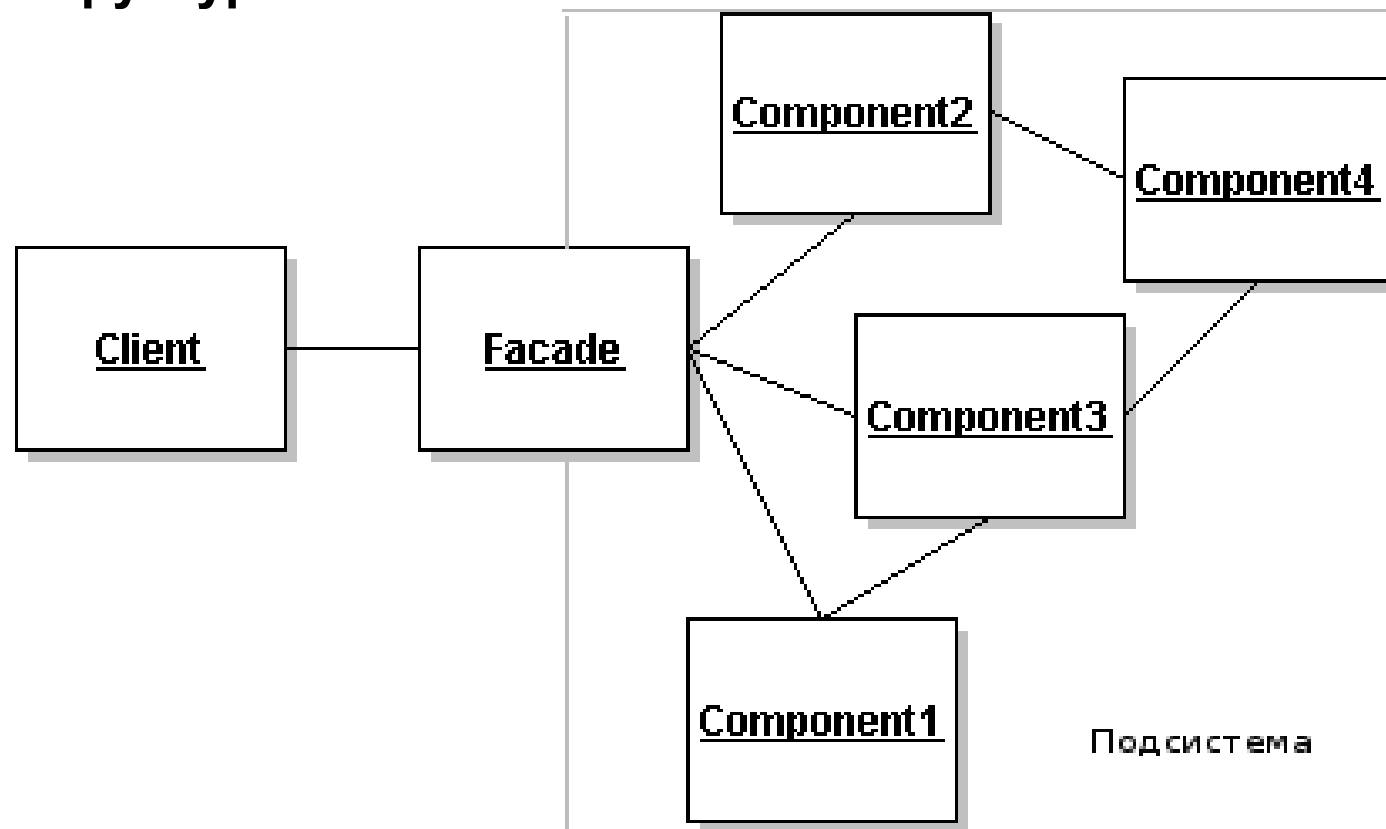 Component2
Component4
Client
Facade
Component3
Component1
Подсистема